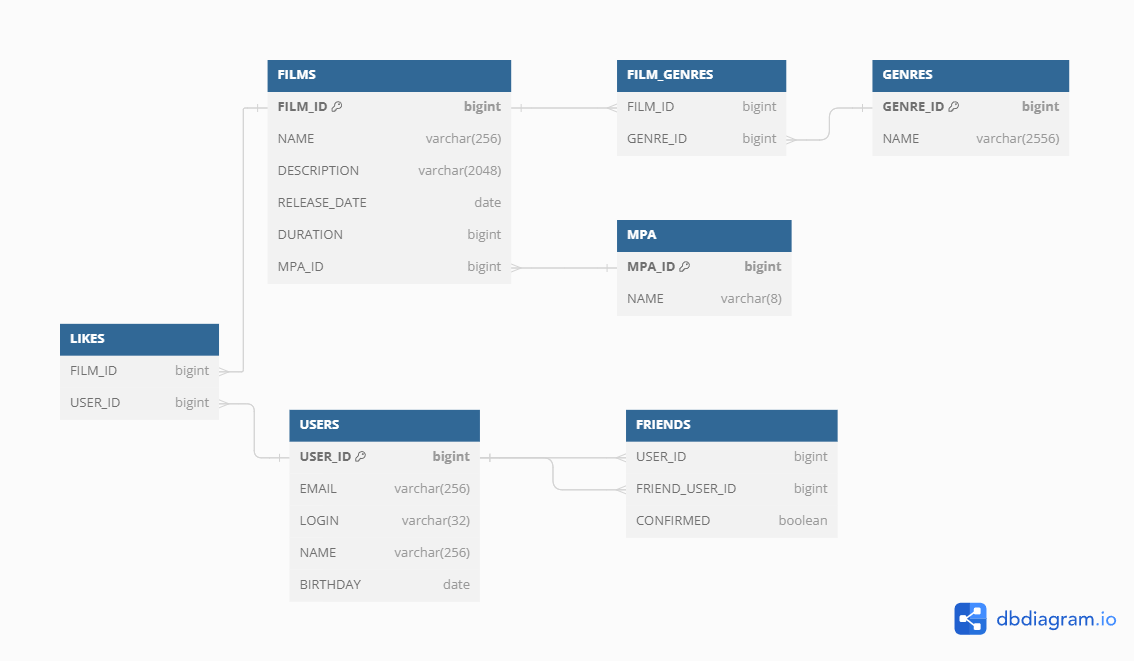 FILMS
FILM_ID bigint
NAME varchar(256)
DESCRIPTION varchar(2048)
RELEASE_DATE date
DURATION bigint
MPA_ID bigint
FILM_GENRES
FILM_ID bigint
GENRE_ID bigint
GENRES
GENRE_ID bigint
NAME varchar(2556)
MPA
MPA_ID bigint
NAME varchar(8)
LIKES
FILM_ID bigint
USER_ID bigint
USERS
USER_ID bigint
EMAIL varchar(256)
LOGIN varchar(32)
NAME varchar(256)
BIRTHDAY date
FRIENDS
USER_ID bigint
FRIEND_USER_ID bigint
CONFIRMED boolean
dbdiagram.io